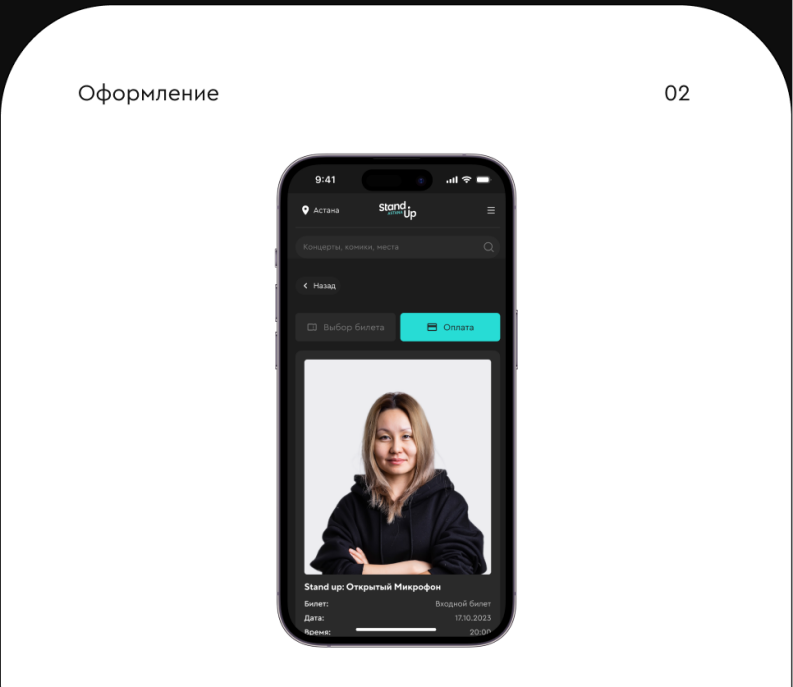 Оформление 02
9:41
Астана
Stand
АСТАНА Up
Концерты, комики, места
Назад
Выбор билета Оплата
Stand up: Открытый Микрофон
Билет: Входной билет
Дата: 17.10.2023
Время: 20:00